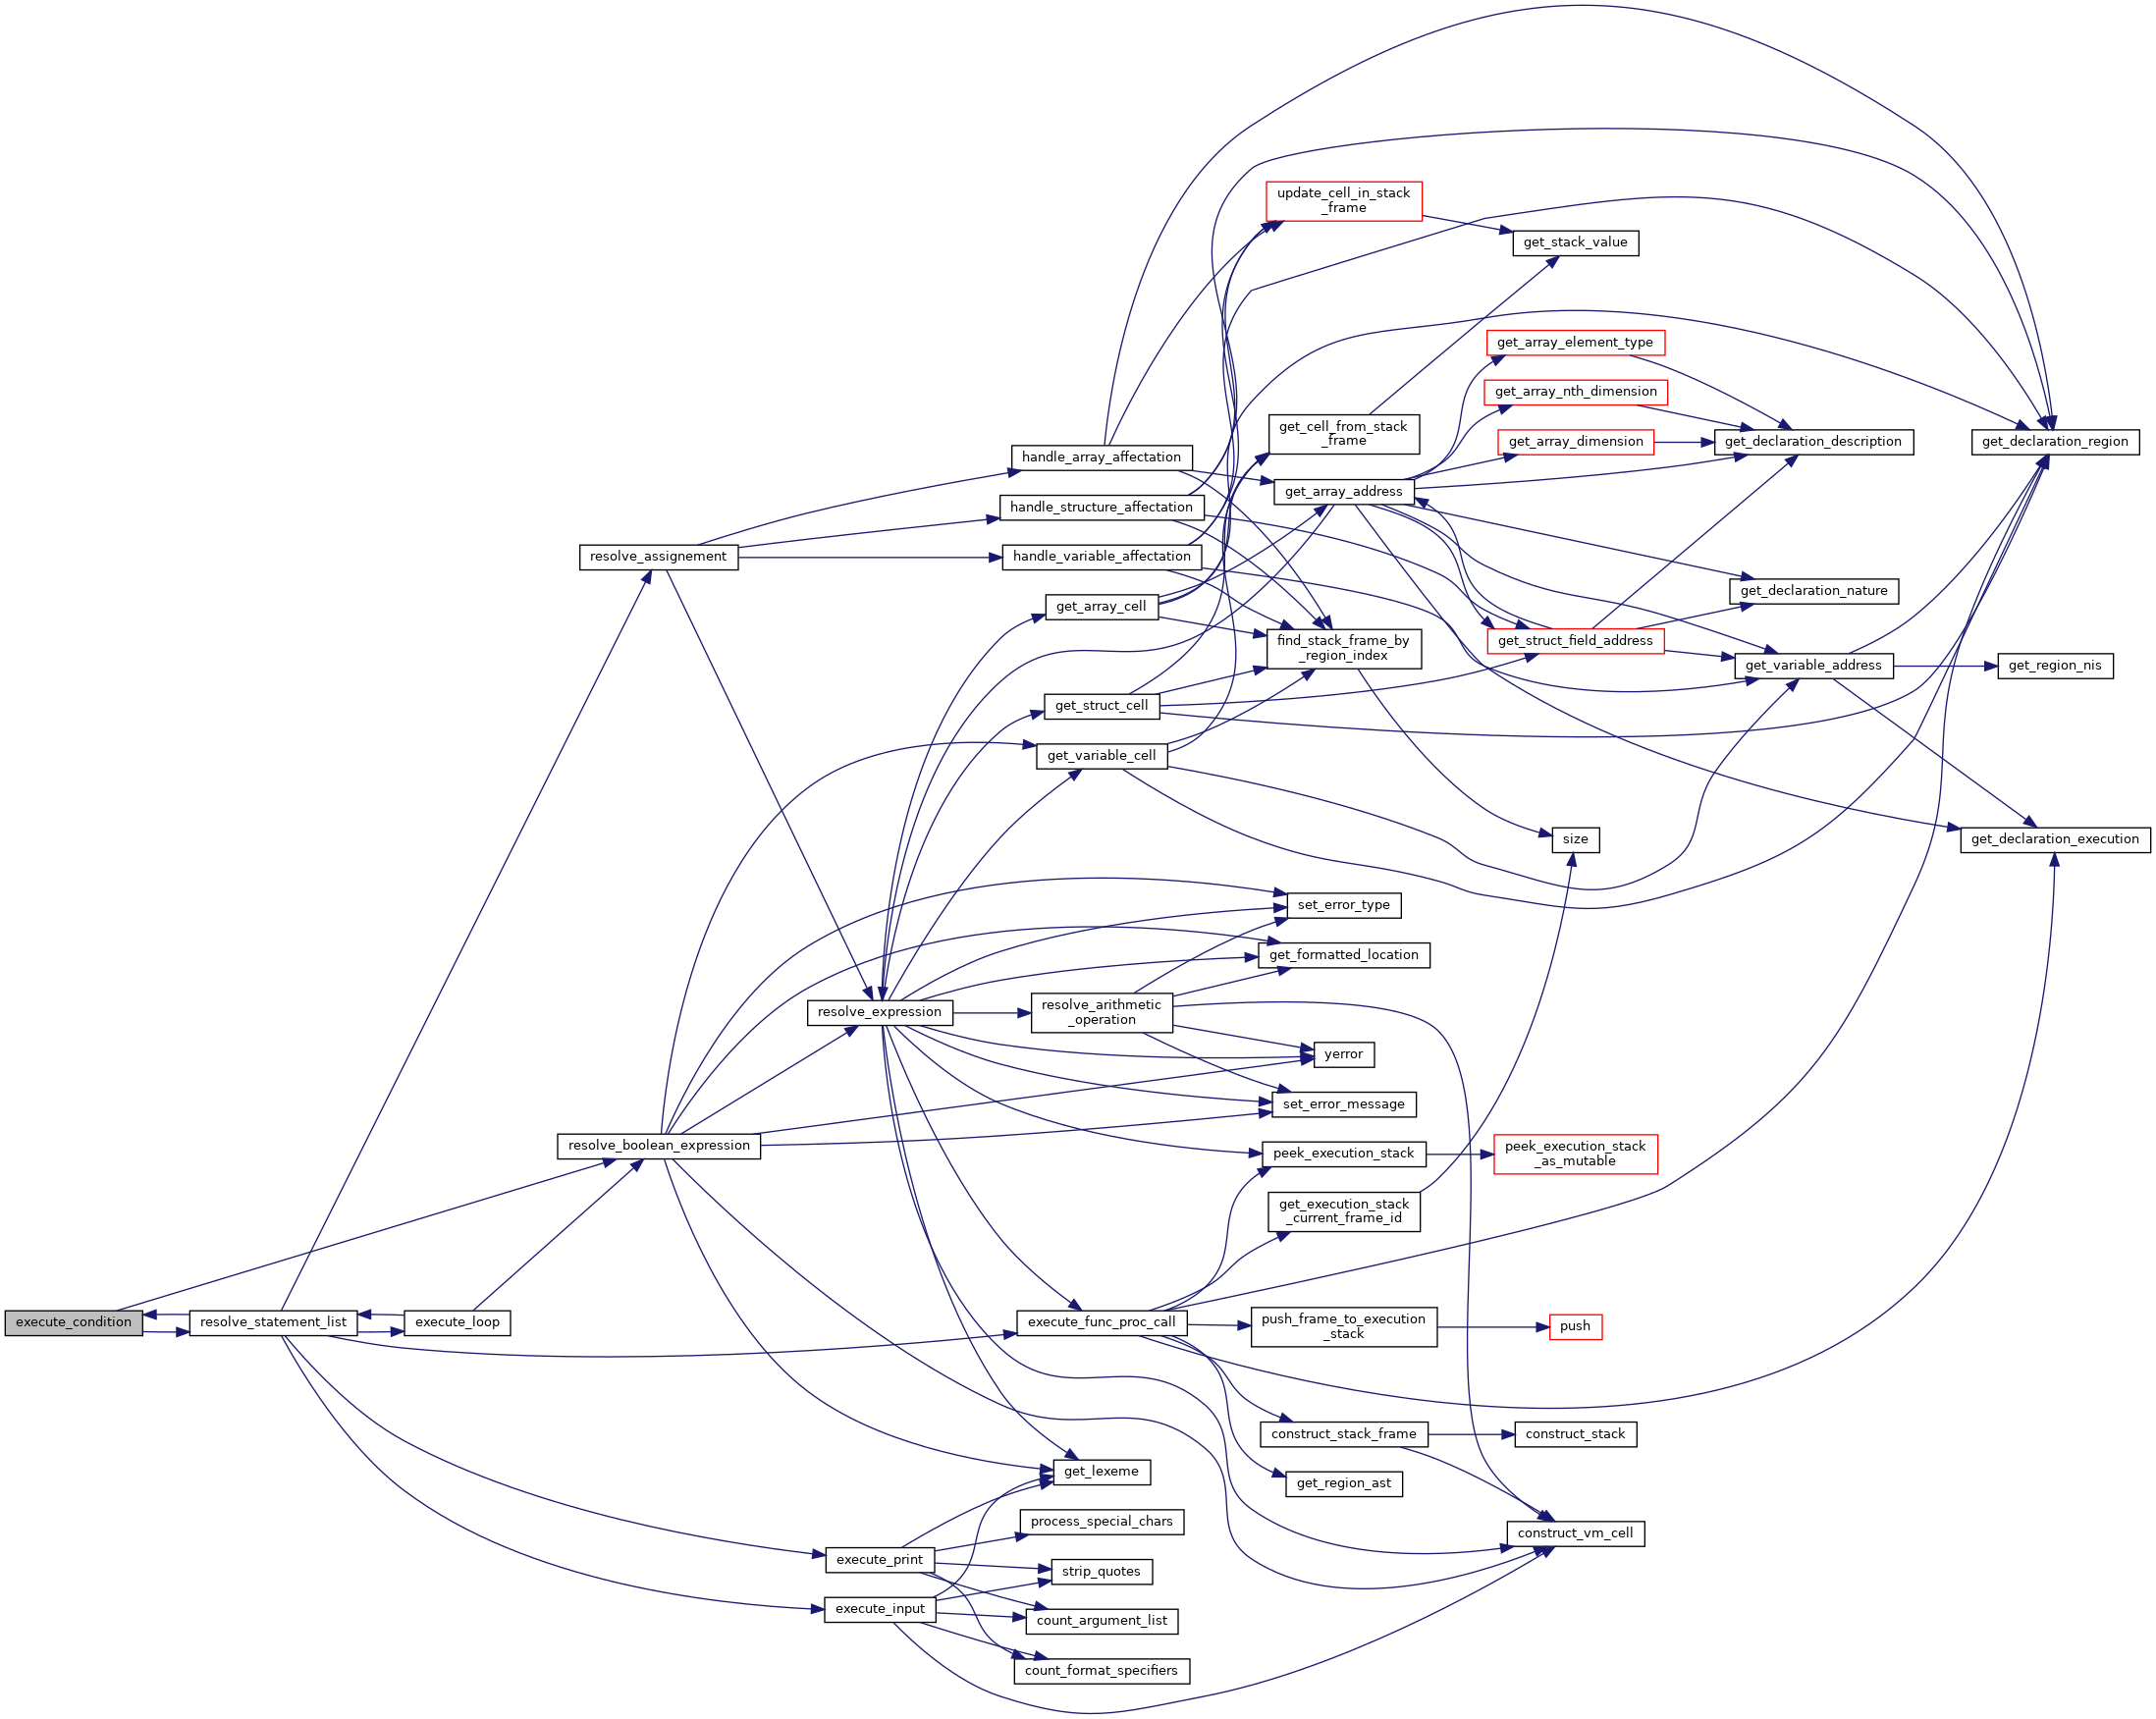 update_cell_in_stack
_frame
get_stack_value
get_array_element_type
get_array_nth_dimension
get_cell_from_stack
_frame
get_array_dimension
get_declaration_description
get_declaration_region
handle_array_affectation
get_array_address
handle_structure_affectation
resolve_assignement
handle_variable_affectation
get_declaration_nature
get_array_cell
find_stack_frame_by
_region_index
get_struct_field_address
get_variable_address
get_region_nis
get_struct_cell
get_variable_cell
size
get_declaration_execution
set_error_type
get_formatted_location
resolve_expression
resolve_arithmetic
_operation
yerror
set_error_message
resolve_boolean_expression
peek_execution_stack
peek_execution_stack
_as_mutable
get_execution_stack
_current_frame_id
execute_condition
resolve_statement_list
execute_loop
execute_func_proc_call
push_frame_to_execution
_stack
push
construct_stack_frame
construct_stack
get_lexeme
get_region_ast
process_special_chars
construct_vm_cell
execute_print
strip_quotes
execute_input
count_argument_list
count_format_specifiers